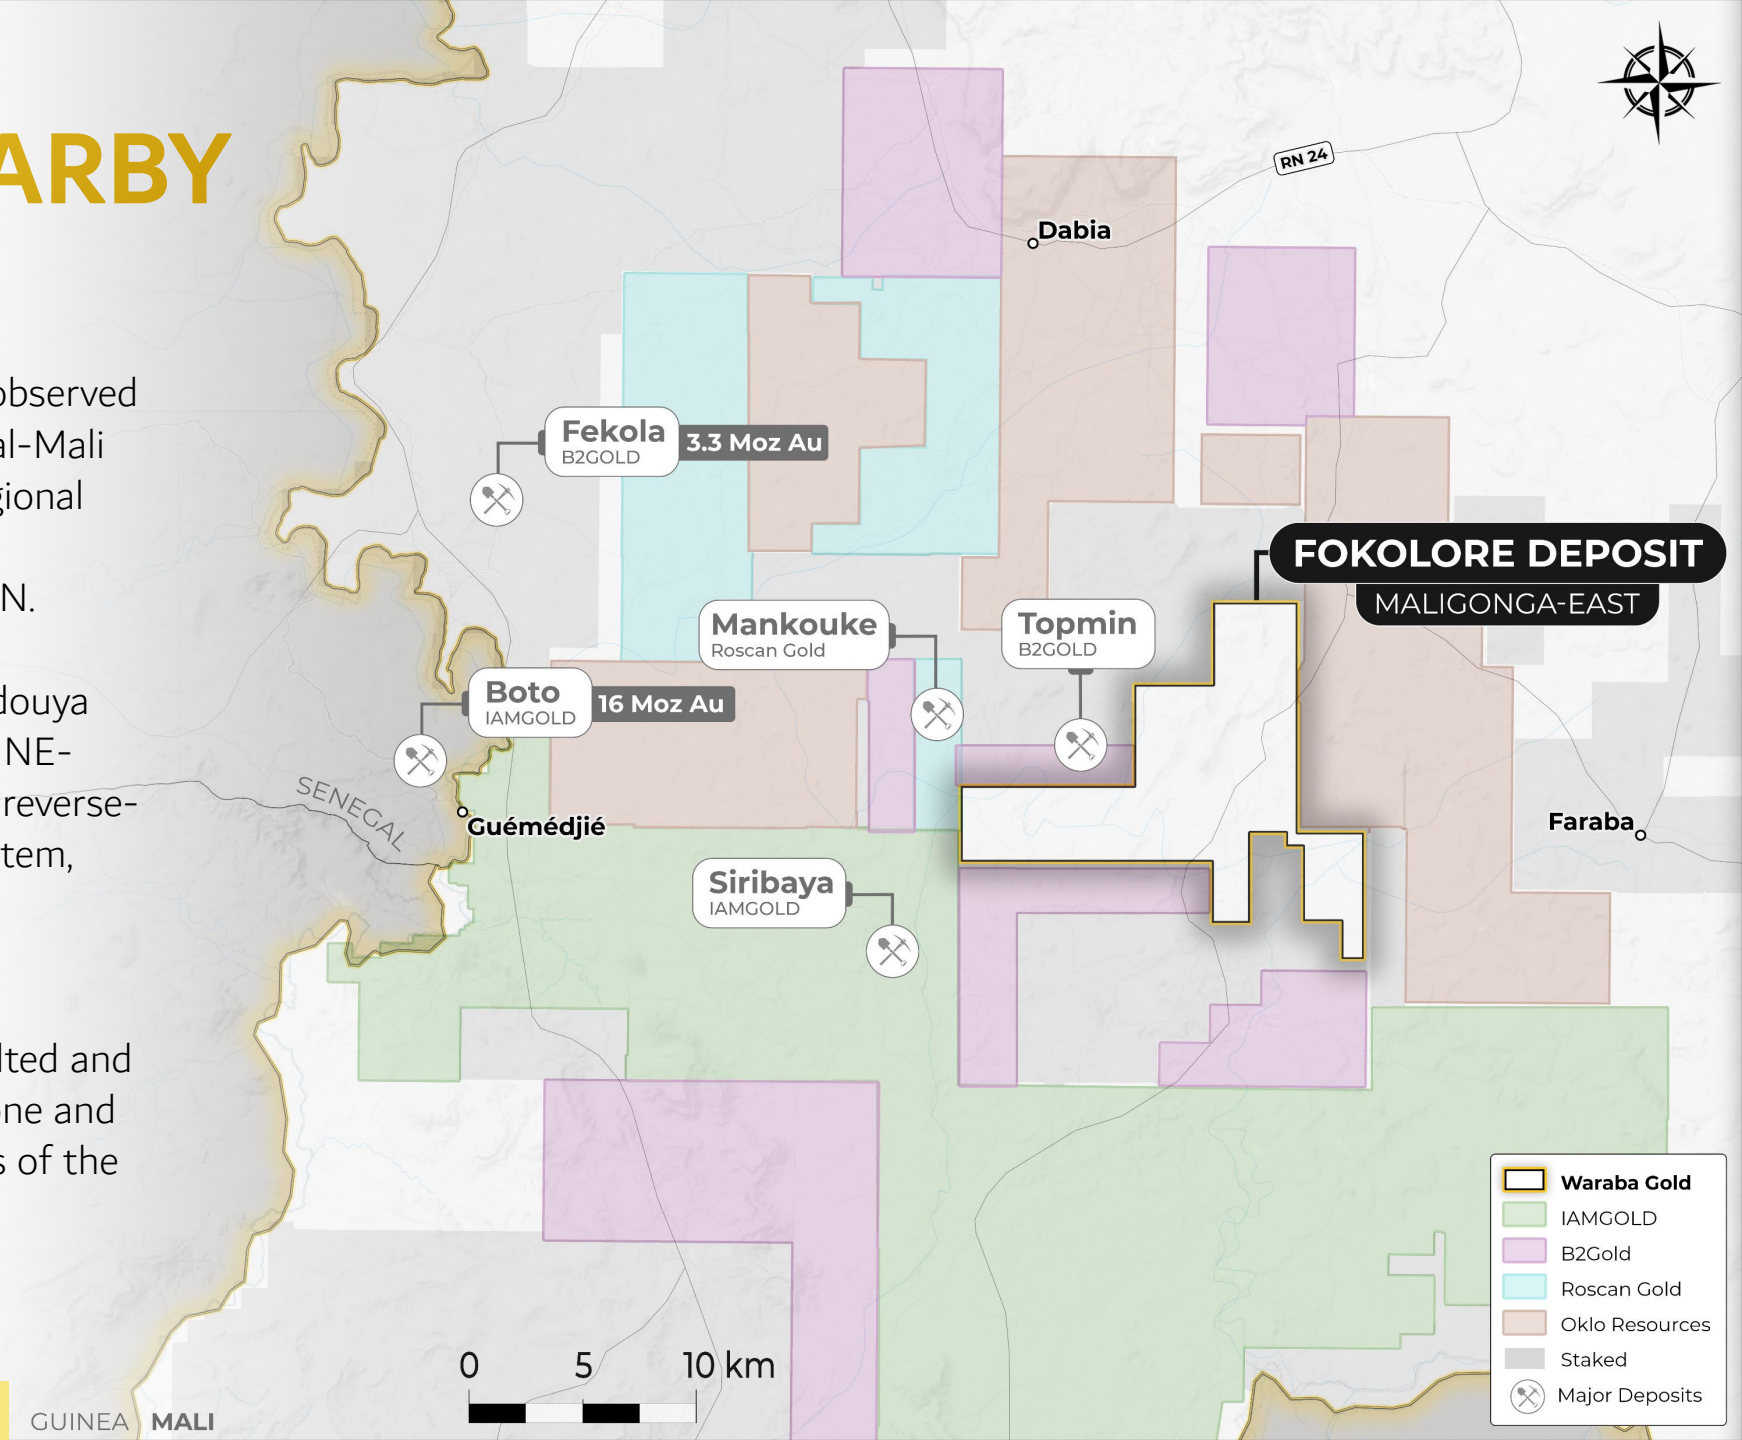 ARBY
observed
al-Mali
gional
N.
douya
NE-
reverse-
tem,
lted and
one and
s of the
RN 24
Dabia
Fekola
B2GOLD
3.3 Moz Au
FOKOLORE DEPOSIT
MALIGONGA-EAST
Mankouke
Roscan Gold
Topmin
B2GOLD
Boto
IAMGOLD
16 Moz Au
SENEGAL
Guémédjié
Faraba
Siribaya
IAMGOLD
Waraba Gold
IAMGOLD
B2Gold
Roscan Gold
Oklo Resources
Staked
Major Deposits
0 5 10 km
GUINEA MALI